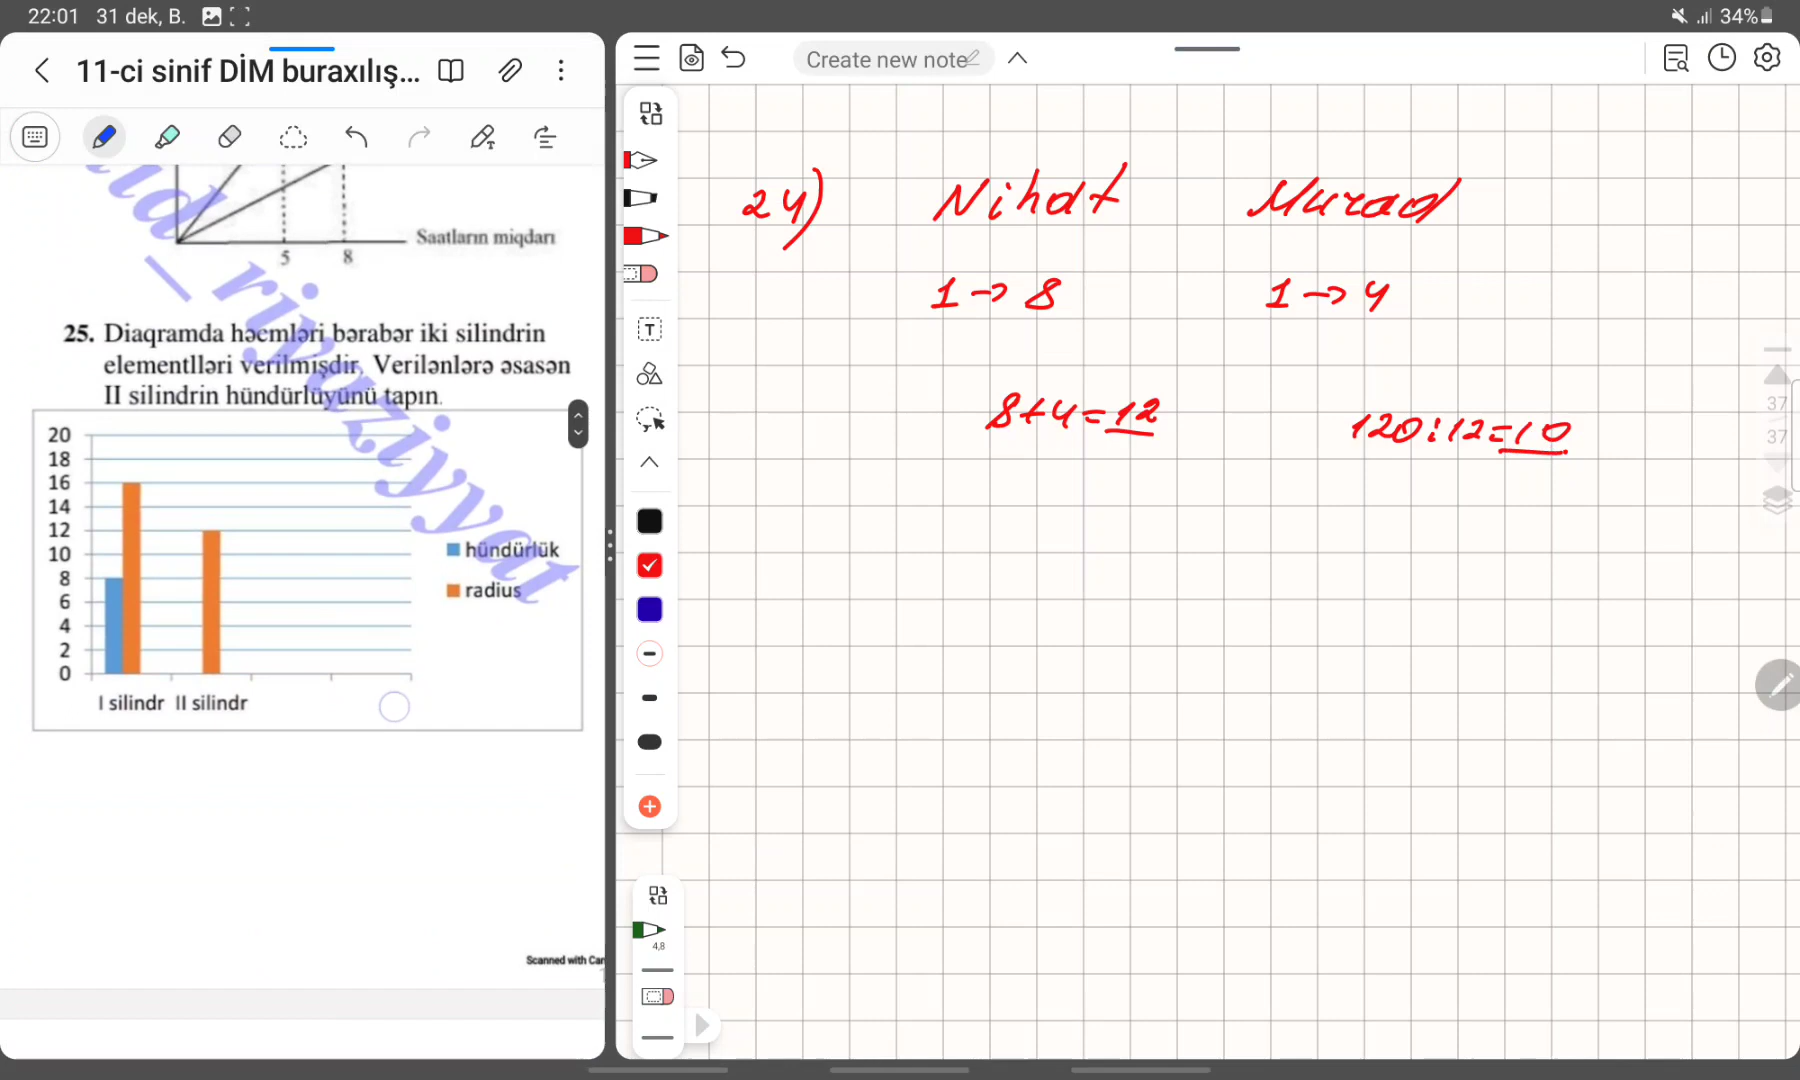 22:01 31 dek, B.
34%
11-ci sinif DİM buraxılış...
Saatların miqdarı
5 8
25. Diaqramda həcmləri bərabər iki silindrin
elementlləri verilmişdir. Verilənlərə əsasən
II silindrin hündürlüyünü tapın.
20
18
16
14
12
10
8
6
4
2
0
I silindr II silindr
hündürlük
radius
_riyaziyyat
Scanned with Car
Create new note
T
4,8
37
37
24) Nihat Murad
1 → 8 1 → 4
8+4=12 120:12=10